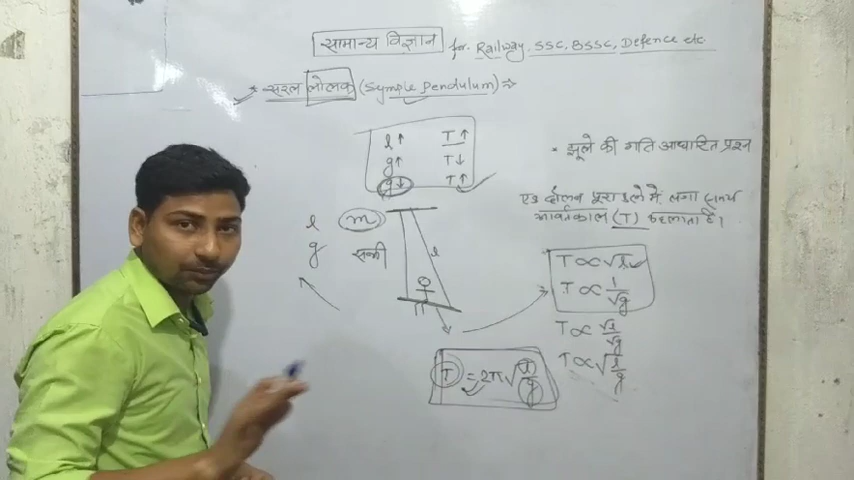 सामान्य विज्ञान for Railway, SSC, BSSC, Defence etc.
* सरल लोलक (Symple Pendulum) ⇒
l↑ T↑
g↑ T↓
g↓ T↑
* झूले की गति आधारित प्रश्न
एक दोलन पूरा होने में लगा समय
आवर्तकाल (T) कहलाता है।
l m
g सभी
l
T ∝ √l
T ∝ 1/√g
T ∝ √l/√g
T ∝ √l/g
T = 2π√l/g